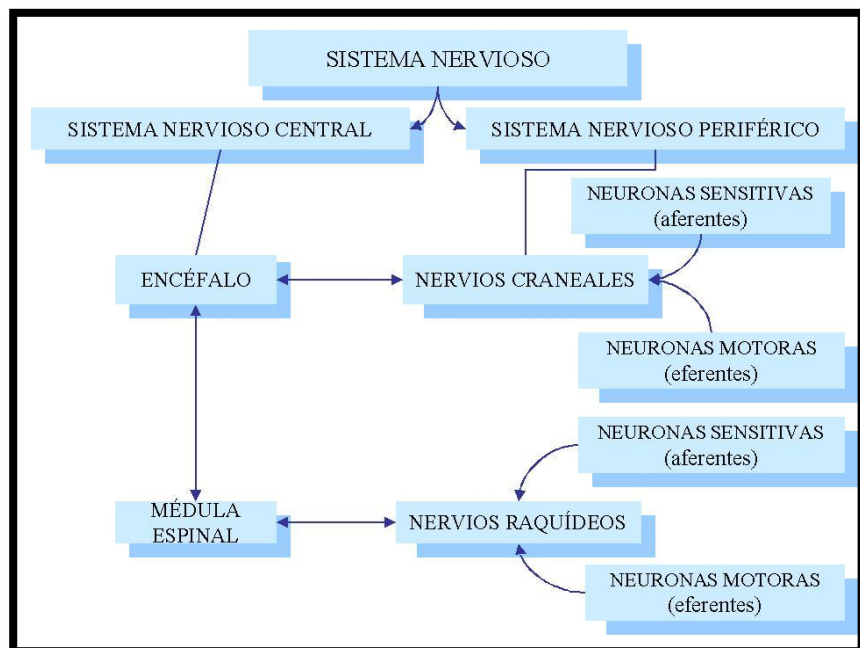 SISTEMA NERVIOSO
SISTEMA NERVIOSO CENTRAL
SISTEMA NERVIOSO PERIFÉRICO
NEURONAS SENSITIVAS
(aferentes)
ENCÉFALO
NERVIOS CRANEALES
NEURONAS MOTORAS
(eferentes)
NEURONAS SENSITIVAS
(aferentes)
MÉDULA
ESPINAL
NERVIOS RAQUÍDEOS
NEURONAS MOTORAS
(eferentes)